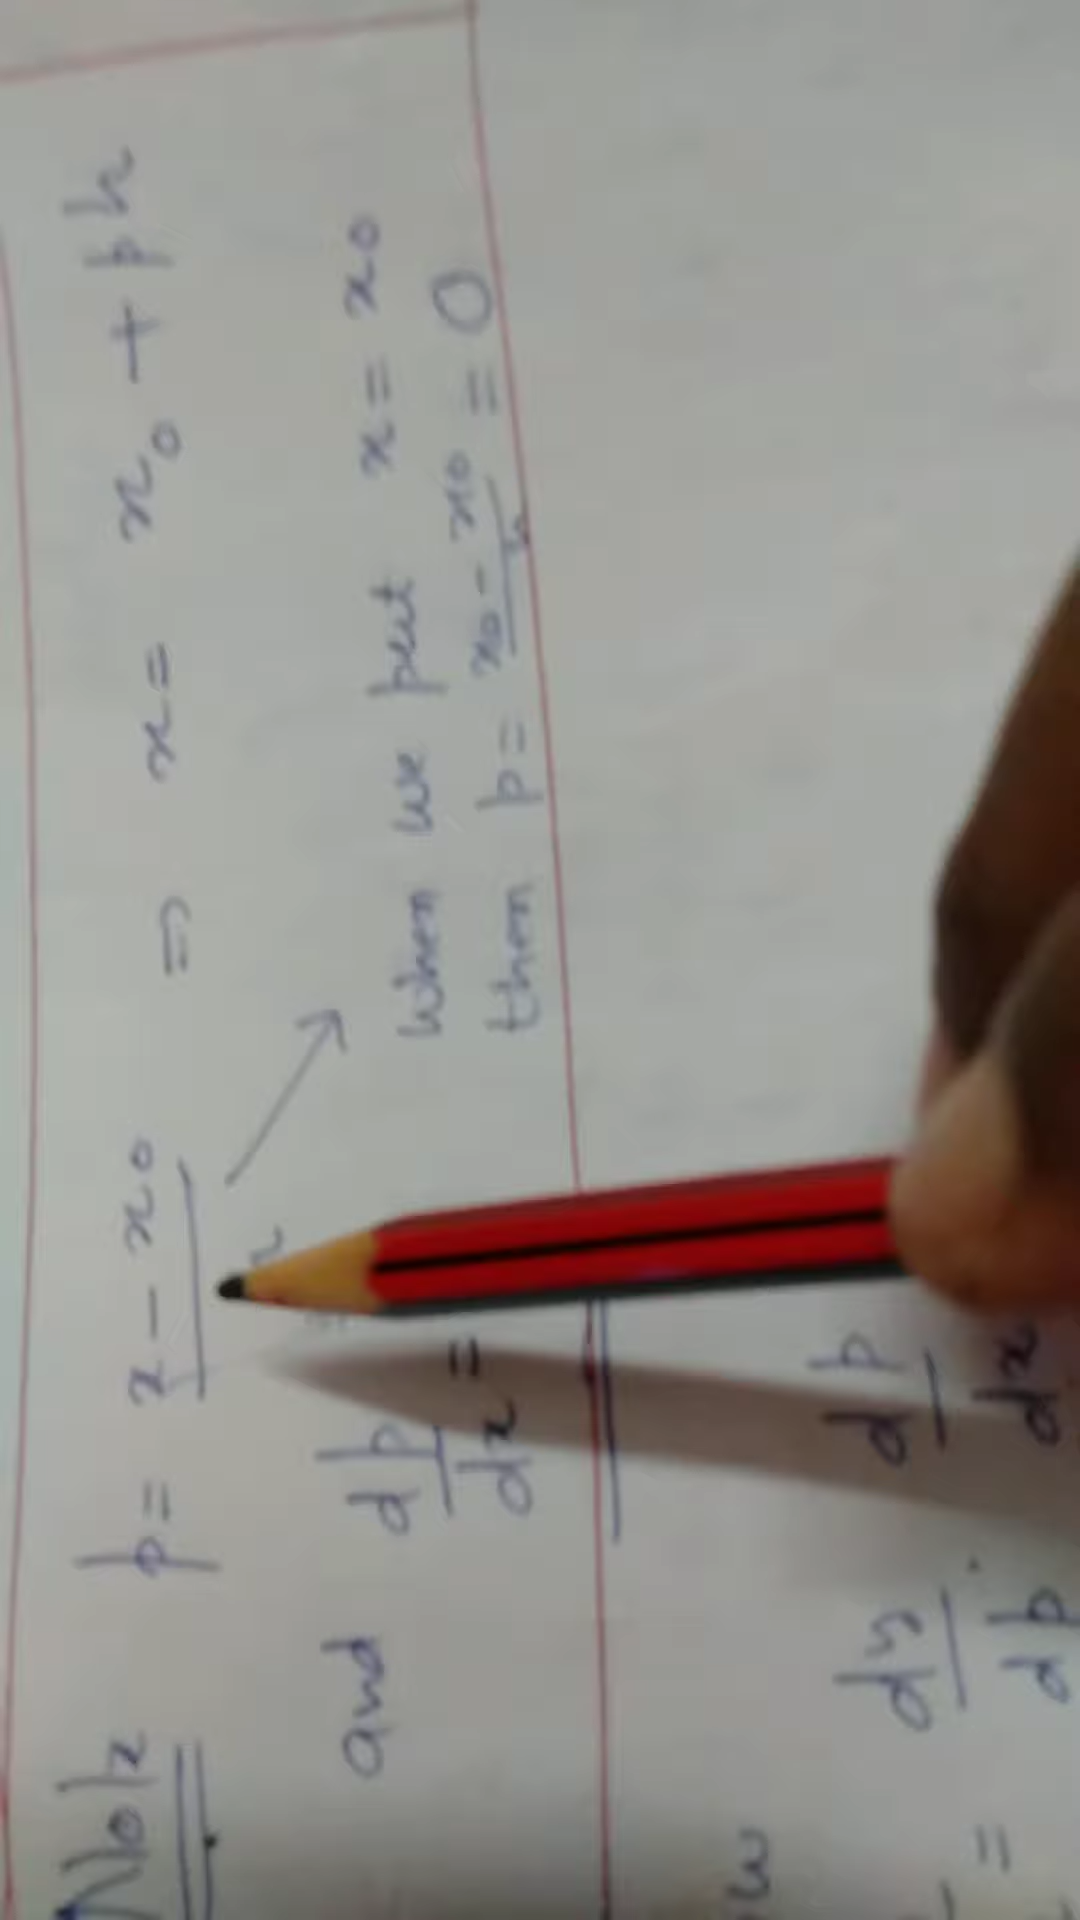 Note p = x - x0 / h ⇒ x = x0 + ph
and dp/dx =
When we put x = x0
then p = x0 - x0 / h = 0
dy/dp . dp/dx